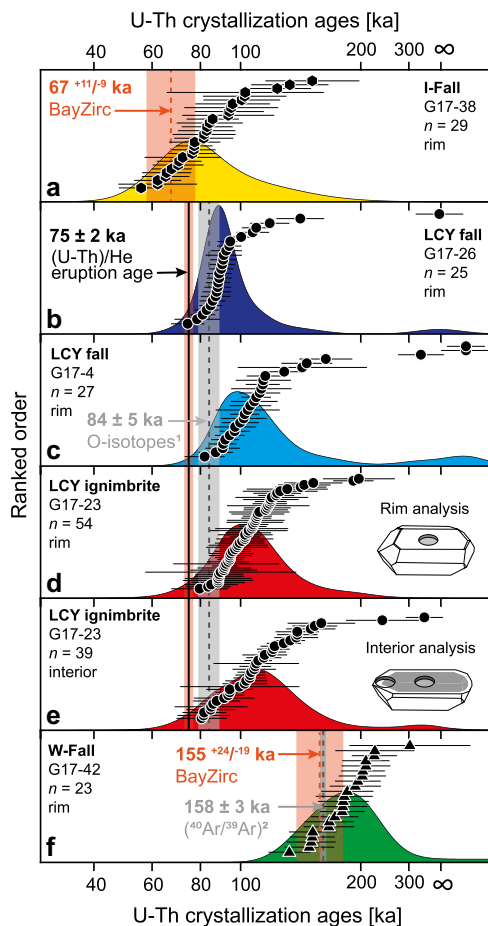 U-Th crystallization ages [ka]
40 60 80 100 200 300 ∞
67 +11/-9 ka
BayZirc
I-Fall
G17-38
n = 29
rim
a
75 ± 2 ka
(U-Th)/He
eruption age
LCY fall
G17-26
n = 25
rim
b
LCY fall
G17-4
n = 27
rim
84 ± 5 ka
O-isotopes¹
c
LCY ignimbrite
G17-23
n = 54
rim
Rim analysis
d
LCY ignimbrite
G17-23
n = 39
interior
Interior analysis
e
W-Fall
G17-42
n = 23
rim
155 +24/-19 ka
BayZirc
158 ± 3 ka
(⁴⁰Ar/³⁹Ar)²
f
Ranked order
40 60 80 100 200 300 ∞
U-Th crystallization ages [ka]